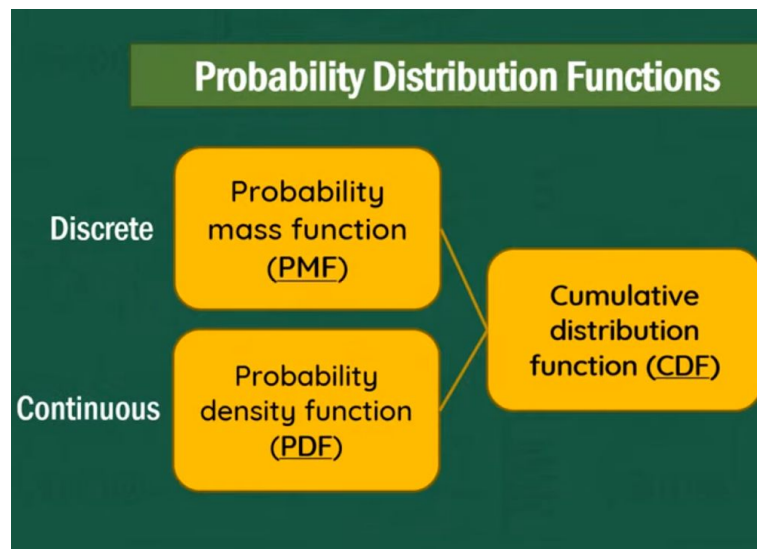 Probability Distribution Functions
Discrete
Probability
mass function
(PMF)
Continuous
Probability
density function
(PDF)
Cumulative
distribution
function (CDF)